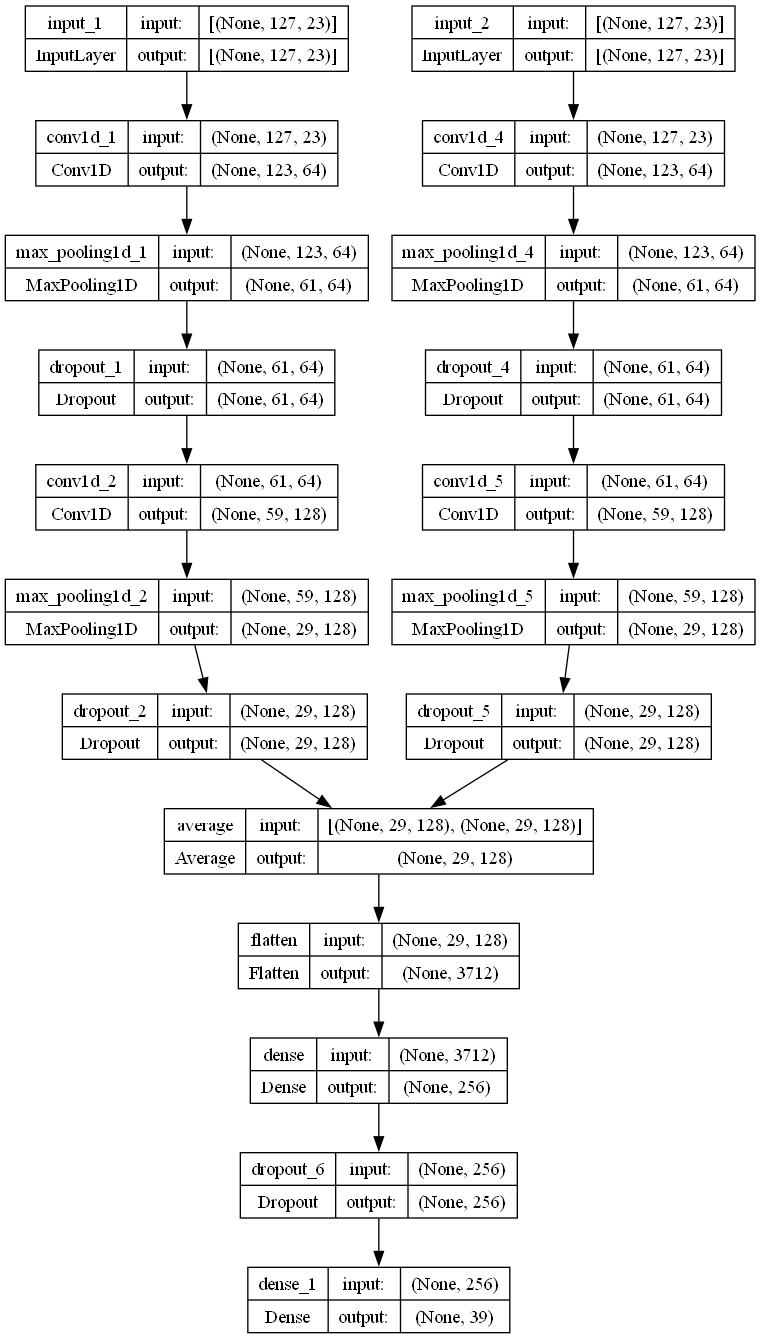 input_1 input: [(None, 127, 23)]
InputLayer output: [(None, 127, 23)]
input_2 input: [(None, 127, 23)]
InputLayer output: [(None, 127, 23)]
conv1d_1 input: (None, 127, 23)
Conv1D output: (None, 123, 64)
conv1d_4 input: (None, 127, 23)
Conv1D output: (None, 123, 64)
max_pooling1d_1 input: (None, 123, 64)
MaxPooling1D output: (None, 61, 64)
max_pooling1d_4 input: (None, 123, 64)
MaxPooling1D output: (None, 61, 64)
dropout_1 input: (None, 61, 64)
Dropout output: (None, 61, 64)
dropout_4 input: (None, 61, 64)
Dropout output: (None, 61, 64)
conv1d_2 input: (None, 61, 64)
Conv1D output: (None, 59, 128)
conv1d_5 input: (None, 61, 64)
Conv1D output: (None, 59, 128)
max_pooling1d_2 input: (None, 59, 128)
MaxPooling1D output: (None, 29, 128)
max_pooling1d_5 input: (None, 59, 128)
MaxPooling1D output: (None, 29, 128)
dropout_2 input: (None, 29, 128)
Dropout output: (None, 29, 128)
dropout_5 input: (None, 29, 128)
Dropout output: (None, 29, 128)
average input: [(None, 29, 128), (None, 29, 128)]
Average output: (None, 29, 128)
flatten input: (None, 29, 128)
Flatten output: (None, 3712)
dense input: (None, 3712)
Dense output: (None, 256)
dropout_6 input: (None, 256)
Dropout output: (None, 256)
dense_1 input: (None, 256)
Dense output: (None, 39)